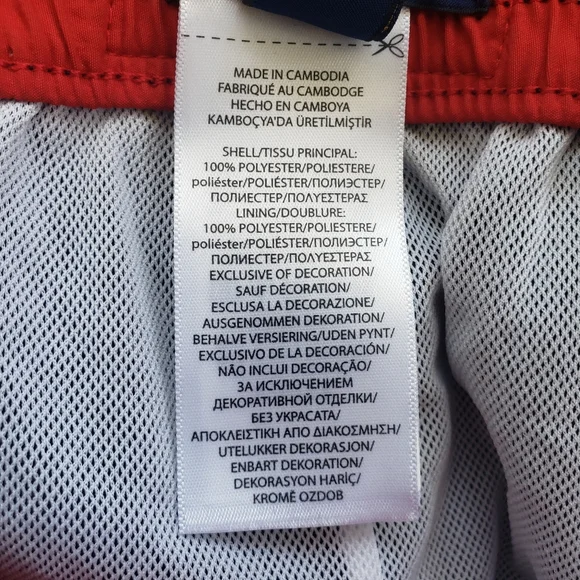 MADE IN CAMBODIA
FABRIQUÉ AU CAMBODGE
HECHO EN CAMBOYA
KAMBOÇYA'DA ÜRETİLMİŞTİR
SHELL/TISSU PRINCIPAL:
100% POLYESTER/POLIESTERE/
poliéster/POLIÉSTER/ПОЛИЭСТЕР/
ПОЛИЕСТЕР/ΠΟΛΥΕΣΤΕΡΑΣ
LINING/DOUBLURE:
100% POLYESTER/POLIESTERE/
poliéster/POLIÉSTER/ПОЛИЭСТЕР/
ПОЛИЕСТЕР/ΠΟΛΥΕΣΤΕΡΑΣ
EXCLUSIVE OF DECORATION/
SAUF DÉCORATION/
ESCLUSA LA DECORAZIONE/
AUSGENOMMEN DEKORATION/
BEHALVE VERSIERING/UDEN PYNT/
EXCLUSIVO DE LA DECORACIÓN/
NÃO INCLUI DECORAÇÃO/
ЗА ИСКЛЮЧЕНИЕМ
ДЕКОРАТИВНОЙ ОТДЕЛКИ/
БЕЗ УКРАСАТА/
ΑΠΟΚΛΕΙΣΤΙΚΗ ΑΠΟ ΔΙΑΚΟΣΜΗΣΗ/
UTELUKKER DEKORASJON/
ENBART DEKORATION/
DEKORASYON HARİÇ/
KROMĚ OZDOB